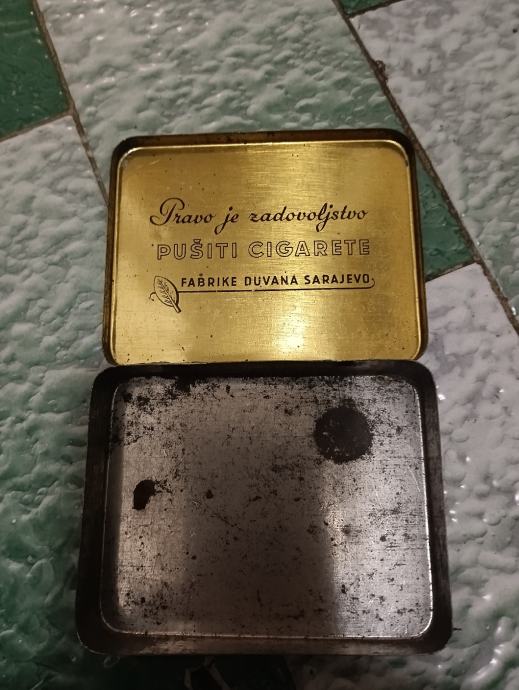 Pravo je zadovoljstvo
PUŠITI CIGARETE
FABRIKE DUVANA SARAJEVO